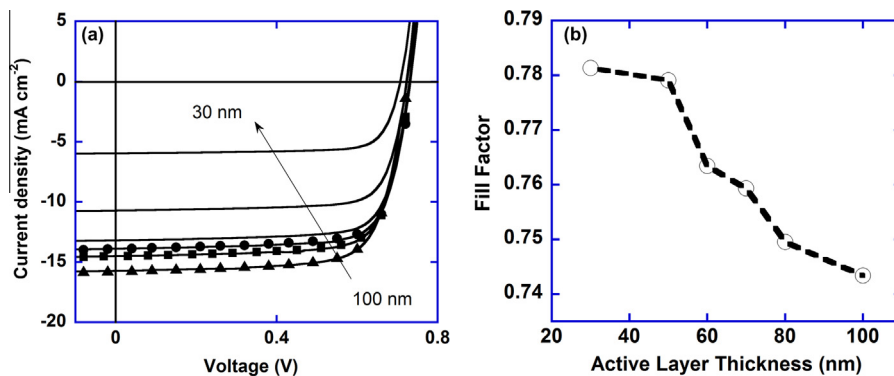 (a)
5
0
-5
-10
-15
-20
Current density (mA cm-2)
30 nm
100 nm
0
0.4
0.8
Voltage (V)
(b)
0.79
0.78
0.77
0.76
0.75
0.74
Fill Factor
20
40
60
80
100
Active Layer Thickness (nm)